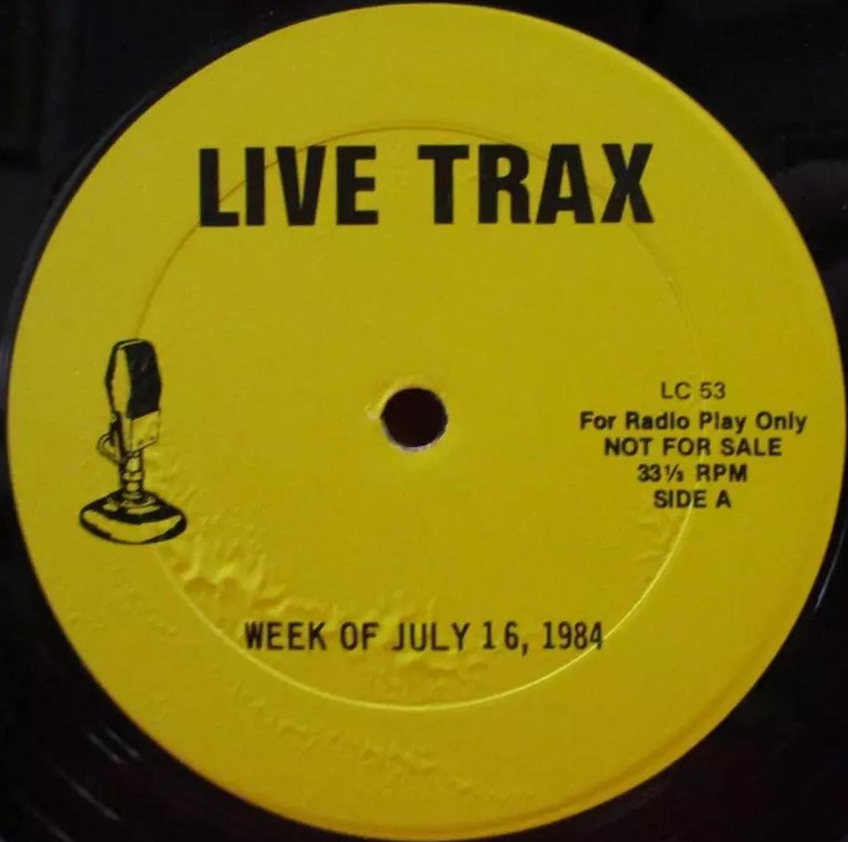 LIVE TRAX
LC 53
For Radio Play Only
NOT FOR SALE
33⅓ RPM
SIDE A
WEEK OF JULY 16, 1984